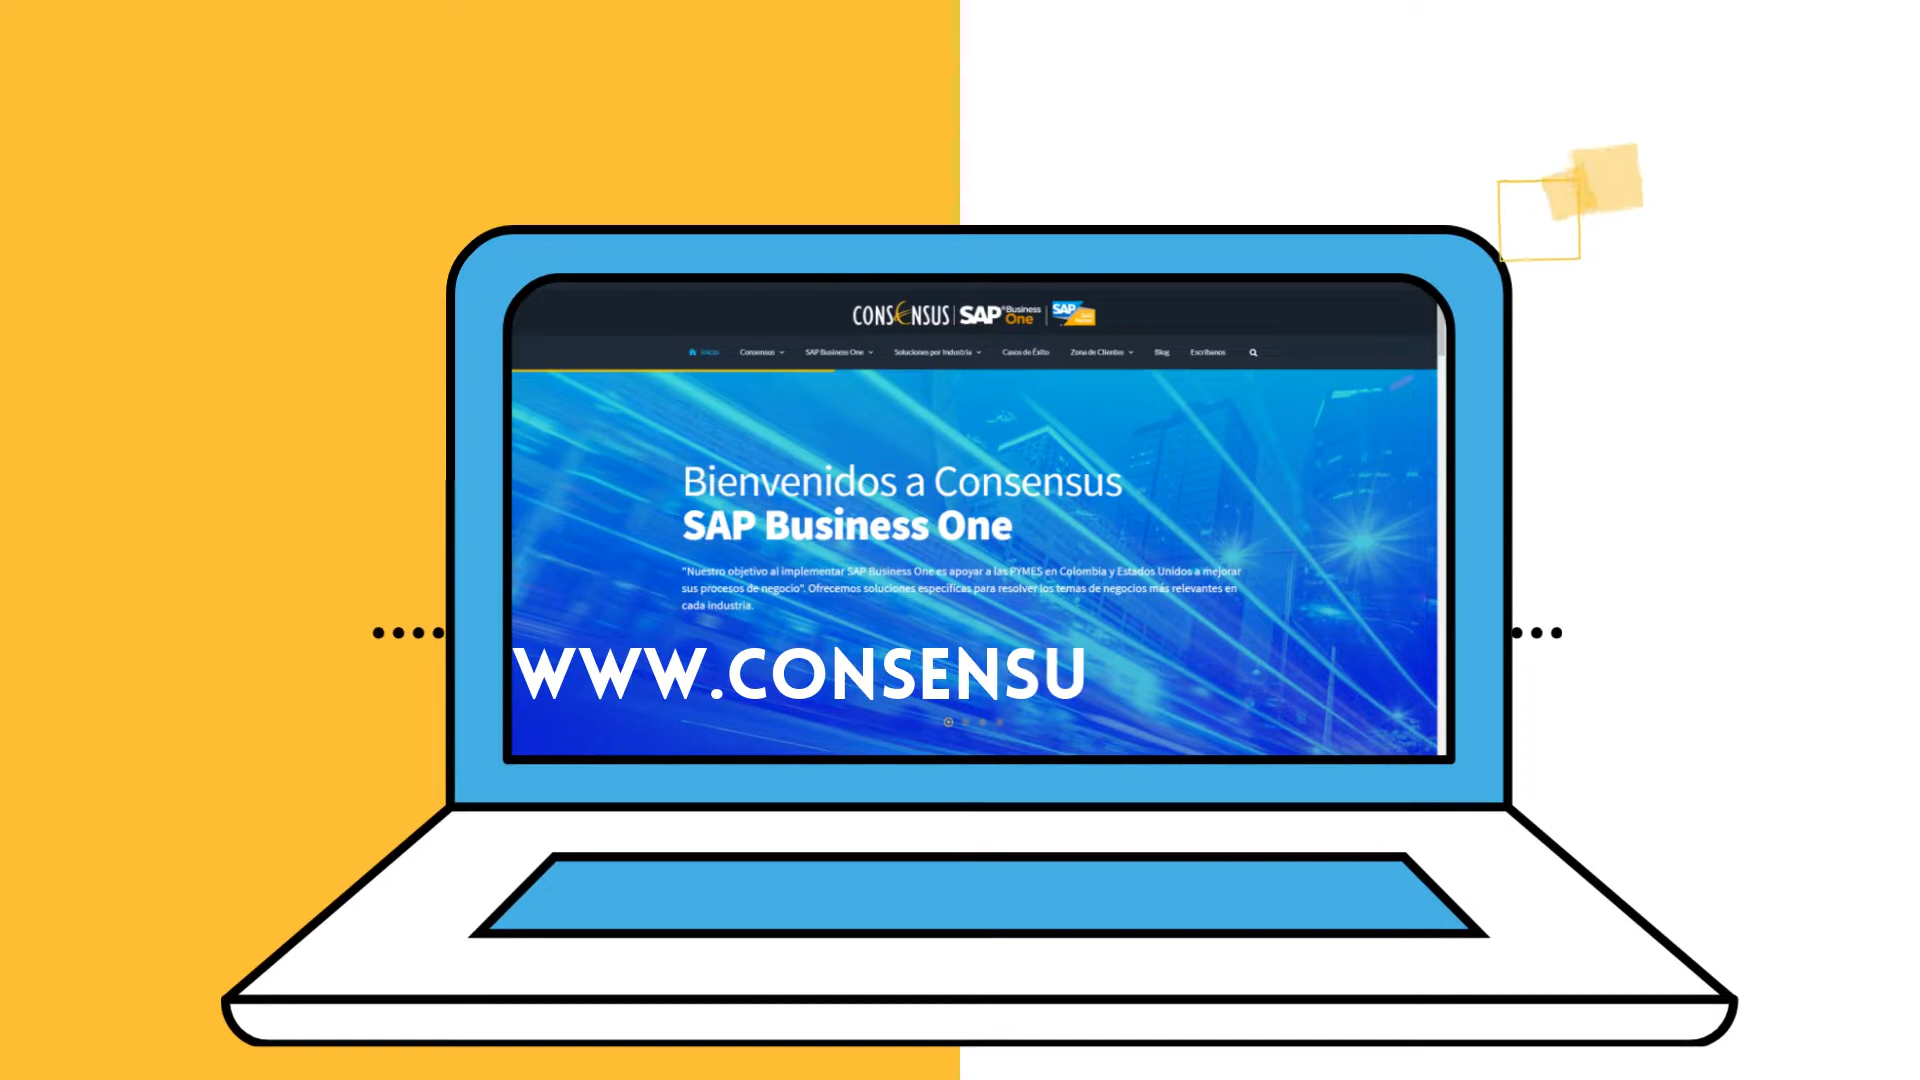 CONSENSUS | SAP Business One | SAP
Inicio Consensus SAP Business One Soluciones por Industria Casos de Éxito Zona de Clientes Blog Escríbanos
Bienvenidos a Consensus
SAP Business One
"Nuestro objetivo al implementar SAP Business One es apoyar a las PYMES en Colombia y Estados Unidos a mejorar
sus procesos de negocio". Ofrecemos soluciones específicas para resolver los temas de negocios más relevantes en
cada industria.
WWW.CONSENSU